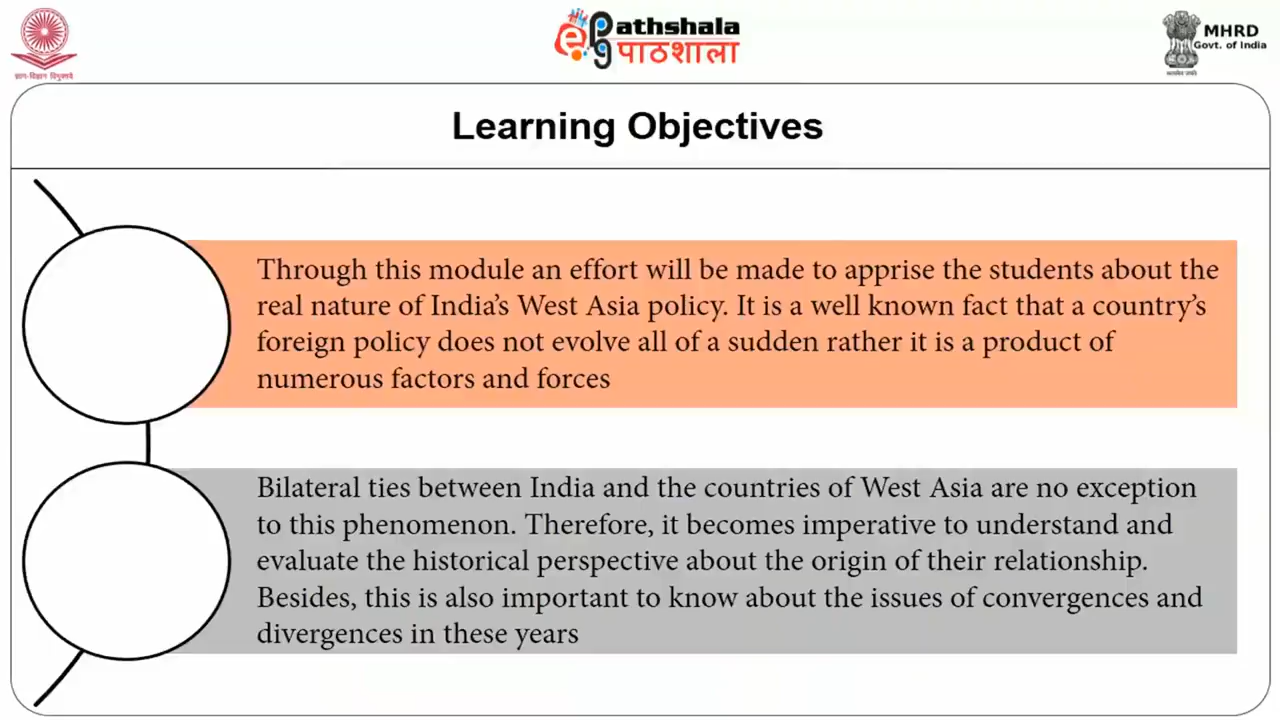 ज्ञान-विज्ञान विमुक्तये
e Pathshala
पाठशाला
MHRD
Govt. of India
सत्यमेव जयते
Learning Objectives
Through this module an effort will be made to apprise the students about the
real nature of India's West Asia policy. It is a well known fact that a country's
foreign policy does not evolve all of a sudden rather it is a product of
numerous factors and forces
Bilateral ties between India and the countries of West Asia are no exception
to this phenomenon. Therefore, it becomes imperative to understand and
evaluate the historical perspective about the origin of their relationship.
Besides, this is also important to know about the issues of convergences and
divergences in these years